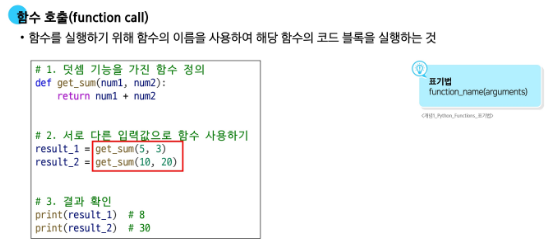 함수 호출(function call)
• 함수를 실행하기 위해 함수의 이름을 사용하여 해당 함수의 코드 블록을 실행하는 것
# 1. 덧셈 기능을 가진 함수 정의
def get_sum(num1, num2):
    return num1 + num2
# 2. 서로 다른 입력값으로 함수 사용하기
result_1 = get_sum(5, 3)
result_2 = get_sum(10, 20)
# 3. 결과 확인
print(result_1)  # 8
print(result_2)  # 30
표기법
function_name(arguments)